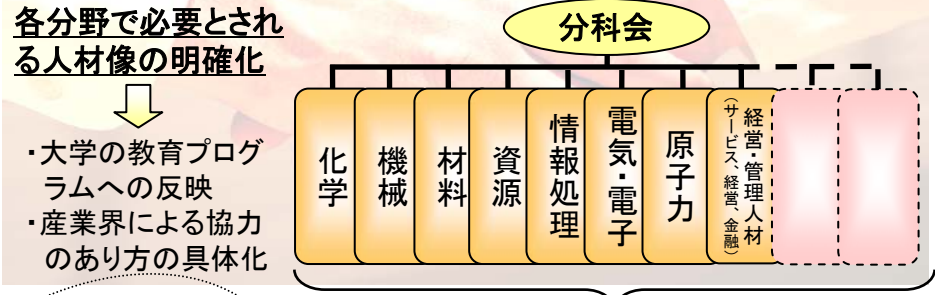 各分野で必要とされ
る人材像の明確化
・大学の教育プログ
ラムへの反映
・産業界による協力
のあり方の具体化
分科会
化学
機械
材料
資源
情報処理
電気・電子
原子力
経営・管理人材
（サービス、経営、金融）